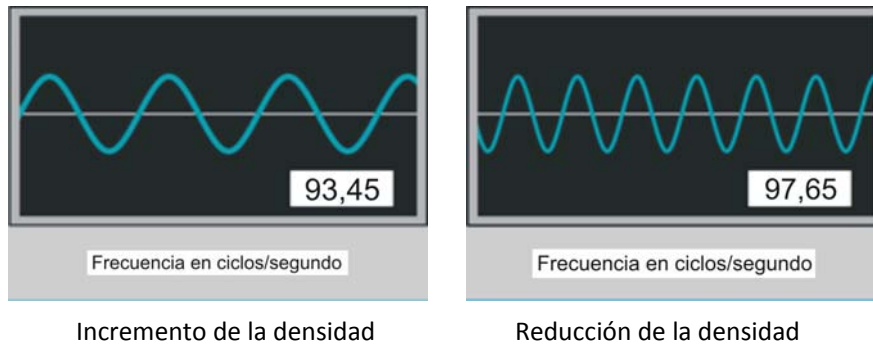 93,45
Frecuencia en ciclos/segundo
Incremento de la densidad
97,65
Frecuencia en ciclos/segundo
Reducción de la densidad